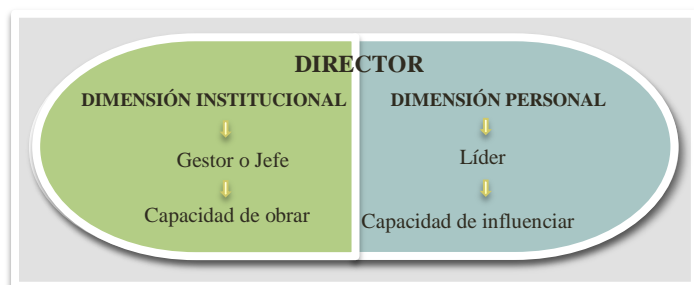 DIRECTOR
DIMENSIÓN INSTITUCIONAL
Gestor o Jefe
Capacidad de obrar
DIMENSIÓN PERSONAL
Líder
Capacidad de influenciar